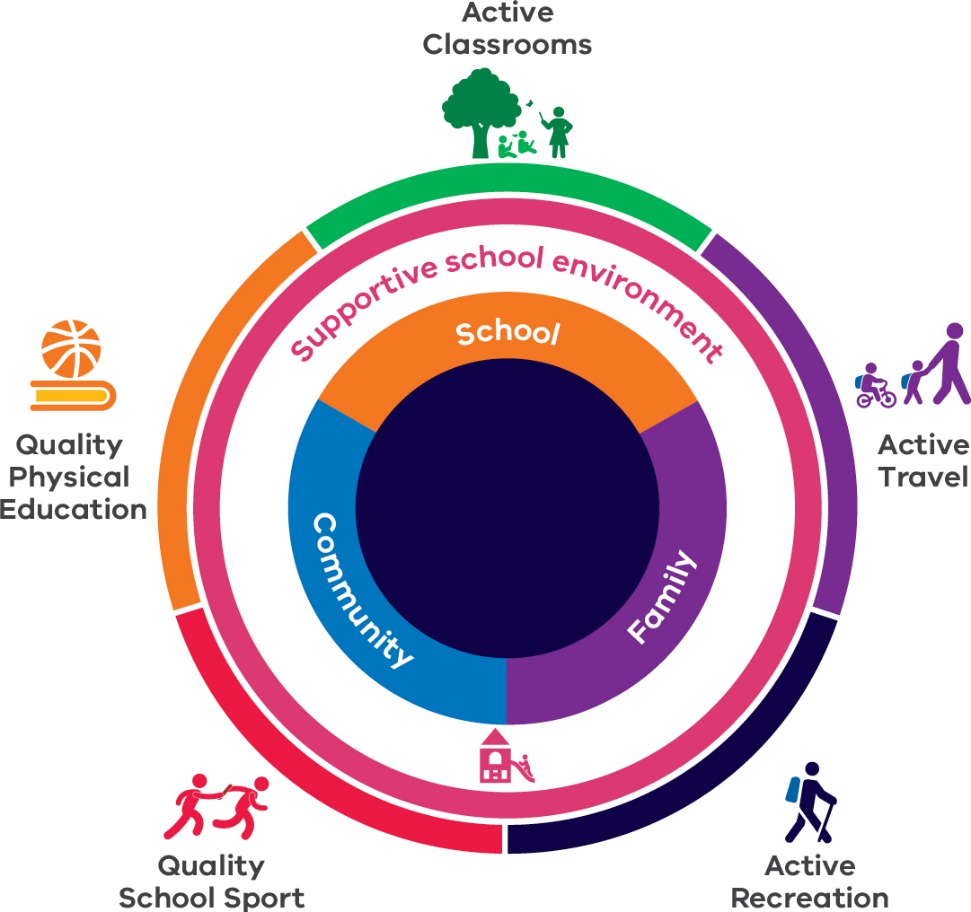 Active
Classrooms
Supportive school environment
School
Quality
Physical
Education
Active
Travel
Community
Family
Quality
School Sport
Active
Recreation